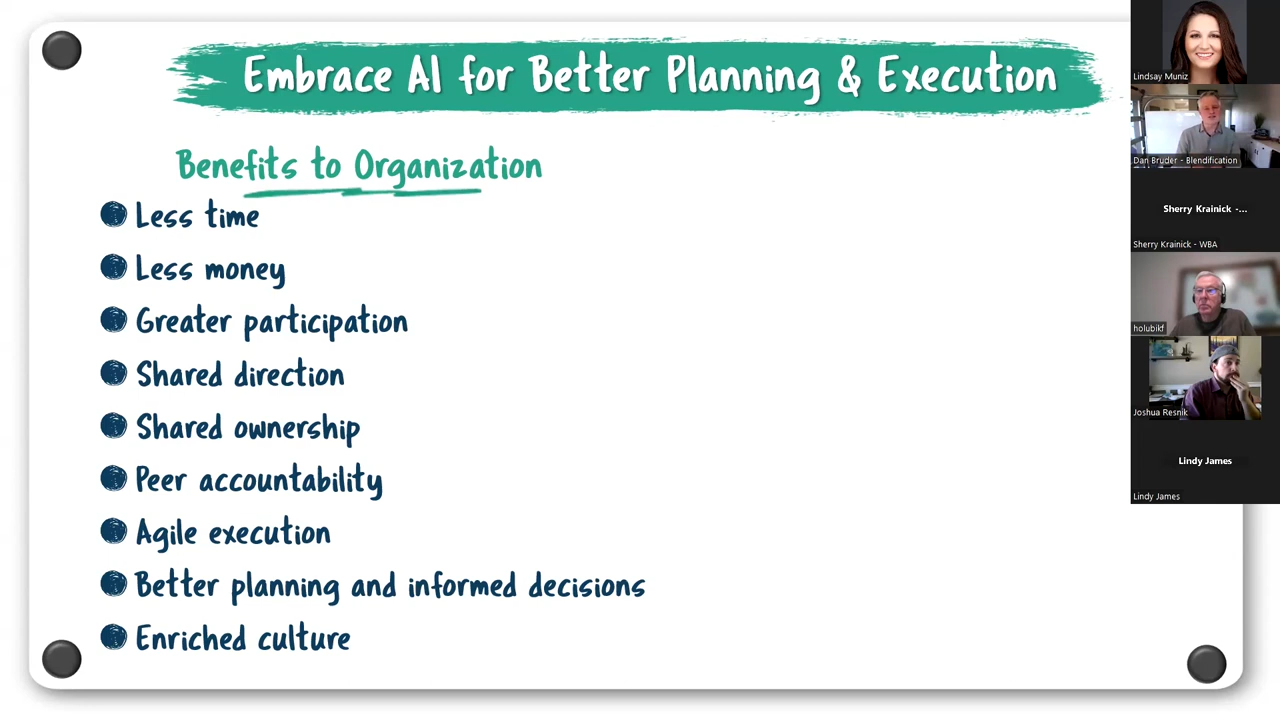 Embrace AI for Better Planning & Execution
Benefits to Organization
Less time
Less money
Greater participation
Shared direction
Shared ownership
Peer accountability
Agile execution
Better planning and informed decisions
Enriched culture
Lindsay Muniz
Dan Bruder - Blendification
Sherry Krainick -...
Sherry Krainick - WBA
holubikf
Joshua Resnik
Lindy James
Lindy James